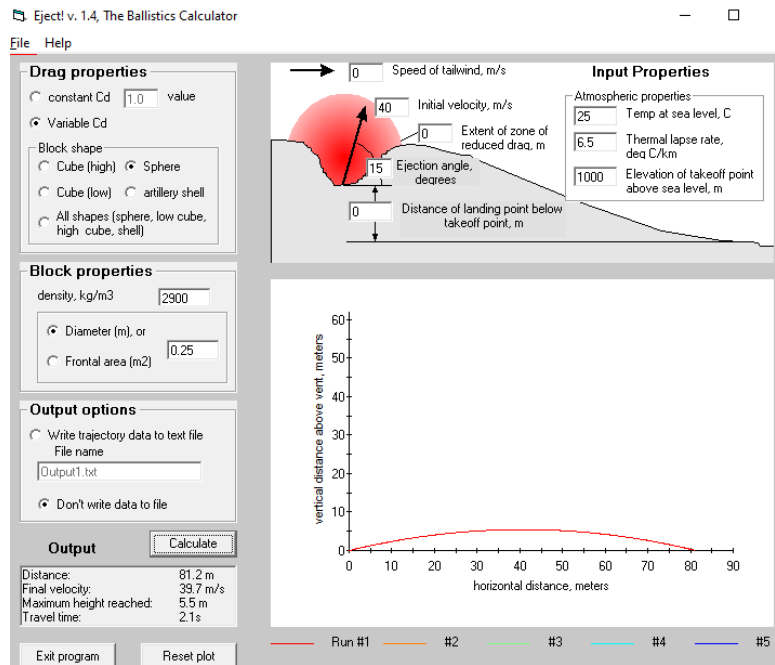 Eject! v. 1.4, The Ballistics Calculator
File Help
Drag properties
constant Cd 1.0 value
Variable Cd
Block shape
Cube (high) Sphere
Cube (low) artillery shell
All shapes (sphere, low cube,
high cube, shell)
Block properties
density, kg/m3 2900
Diameter (m), or
0.25
Frontal area (m2)
Output options
Write trajectory data to text file
File name
Output1.txt
Don't write data to file
Output Calculate
Distance: 81.2 m
Final velocity: 39.7 m/s
Maximum height reached: 5.5 m
Travel time: 2.1s
Exit program Reset plot
0 Speed of tailwind, m/s
40 Initial velocity, m/s
0 Extent of zone of
reduced drag, m
15 Ejection angle,
degrees
0 Distance of landing point below
takeoff point, m
Input Properties
Atmospheric properties
25 Temp at sea level, C
6.5 Thermal lapse rate,
deg C/km
1000 Elevation of takeoff point
above sea level, m
vertical distance above vent, meters
60
50
40
30
20
10
0
0 10 20 30 40 50 60 70 80 90
horizontal distance, meters
Run #1 #2 #3 #4 #5